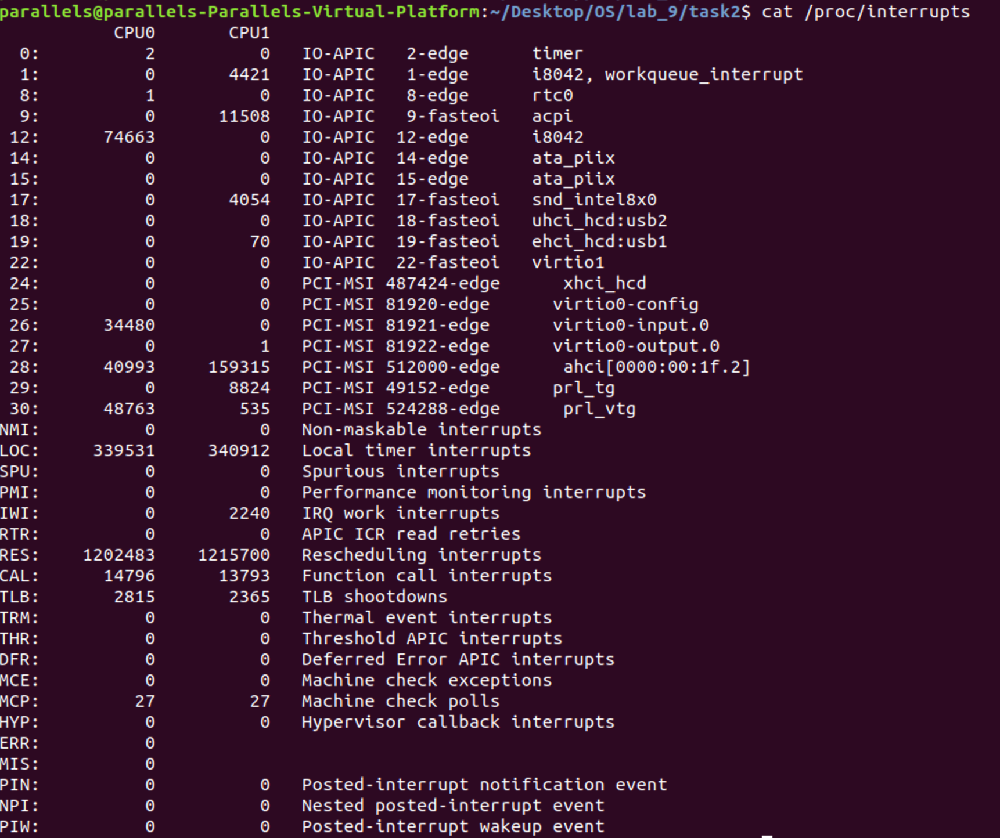 parallels@parallels-Parallels-Virtual-Platform:~/Desktop/OS/lab_9/task2$ cat /proc/interrupts
           CPU0       CPU1
  0:          2          0   IO-APIC   2-edge      timer
  1:          0       4421   IO-APIC   1-edge      i8042, workqueue_interrupt
  8:          1          0   IO-APIC   8-edge      rtc0
  9:          0      11508   IO-APIC   9-fasteoi   acpi
 12:      74663          0   IO-APIC  12-edge      i8042
 14:          0          0   IO-APIC  14-edge      ata_piix
 15:          0          0   IO-APIC  15-edge      ata_piix
 17:          0       4054   IO-APIC  17-fasteoi   snd_intel8x0
 18:          0          0   IO-APIC  18-fasteoi   uhci_hcd:usb2
 19:          0         70   IO-APIC  19-fasteoi   ehci_hcd:usb1
 22:          0          0   IO-APIC  22-fasteoi   virtio1
 24:          0          0   PCI-MSI 487424-edge      xhci_hcd
 25:          0          0   PCI-MSI 81920-edge      virtio0-config
 26:      34480          0   PCI-MSI 81921-edge      virtio0-input.0
 27:          0          1   PCI-MSI 81922-edge      virtio0-output.0
 28:      40993     159315   PCI-MSI 512000-edge      ahci[0000:00:1f.2]
 29:          0       8824   PCI-MSI 49152-edge      prl_tg
 30:      48763        535   PCI-MSI 524288-edge      prl_vtg
NMI:          0          0   Non-maskable interrupts
LOC:     339531     340912   Local timer interrupts
SPU:          0          0   Spurious interrupts
PMI:          0          0   Performance monitoring interrupts
IWI:          0       2240   IRQ work interrupts
RTR:          0          0   APIC ICR read retries
RES:    1202483    1215700   Rescheduling interrupts
CAL:      14796      13793   Function call interrupts
TLB:       2815       2365   TLB shootdowns
TRM:          0          0   Thermal event interrupts
THR:          0          0   Threshold APIC interrupts
DFR:          0          0   Deferred Error APIC interrupts
MCE:          0          0   Machine check exceptions
MCP:         27         27   Machine check polls
HYP:          0          0   Hypervisor callback interrupts
ERR:          0
MIS:          0
PIN:          0          0   Posted-interrupt notification event
NPI:          0          0   Nested posted-interrupt event
PIW:          0          0   Posted-interrupt wakeup event